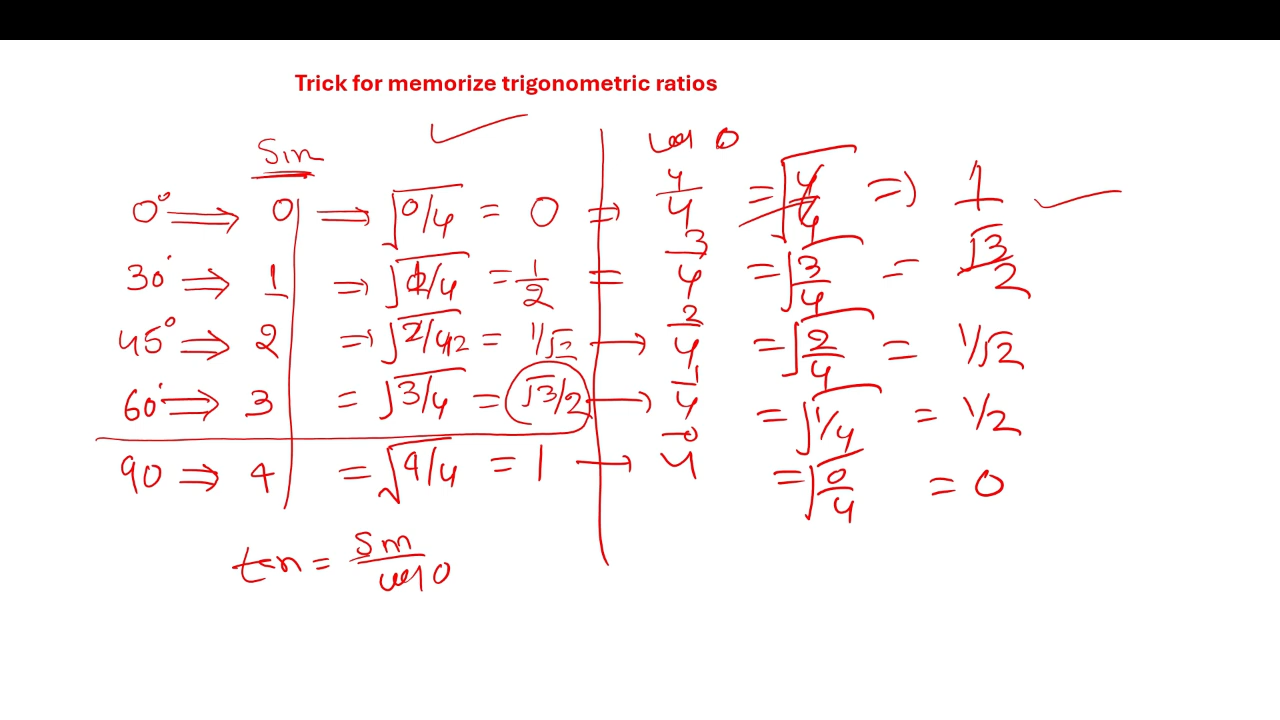 Trick for memorize trigonometric ratios
Sin cos θ
0° ⇒ 0 ⇒ √0/4 = 0 ⇒ 4/4 = √4/4 ⇒ 1
30° ⇒ 1 ⇒ √1/4 = 1/2 = 3/4 = √3/4 = √3/2
45° ⇒ 2 ⇒ √2/4 2 = 1/√2 → 2/4 = √2/4 = 1/√2
60° ⇒ 3 = √3/4 = √3/2 → 1/4 = √1/4 = 1/2
90 ⇒ 4 = √4/4 = 1 → 0/4 = √0/4 = 0
tan = Sin/cos θ